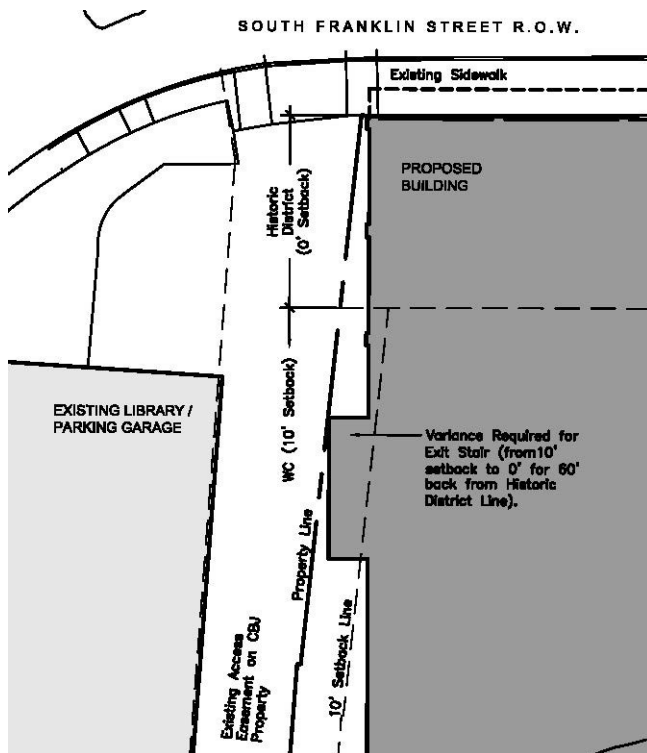 SOUTH FRANKLIN STREET R.O.W.
Existing Sidewalk
PROPOSED
BUILDING
Historic
District
(0' Setback)
WC (10' Setback)
EXISTING LIBRARY /
PARKING GARAGE
Variance Required for
Exit Stair (from10'
setback to 0' for 60'
back from Historic
District Line).
Property Line
10' Setback Line
Existing Access
Easement on CBJ
Property